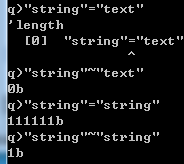 q)"string"="text"
'length
  [0]  "string"="text"
               ^
q)"string"~"text"
0b
q)"string"="string"
111111b
q)"string"~"string"
1b